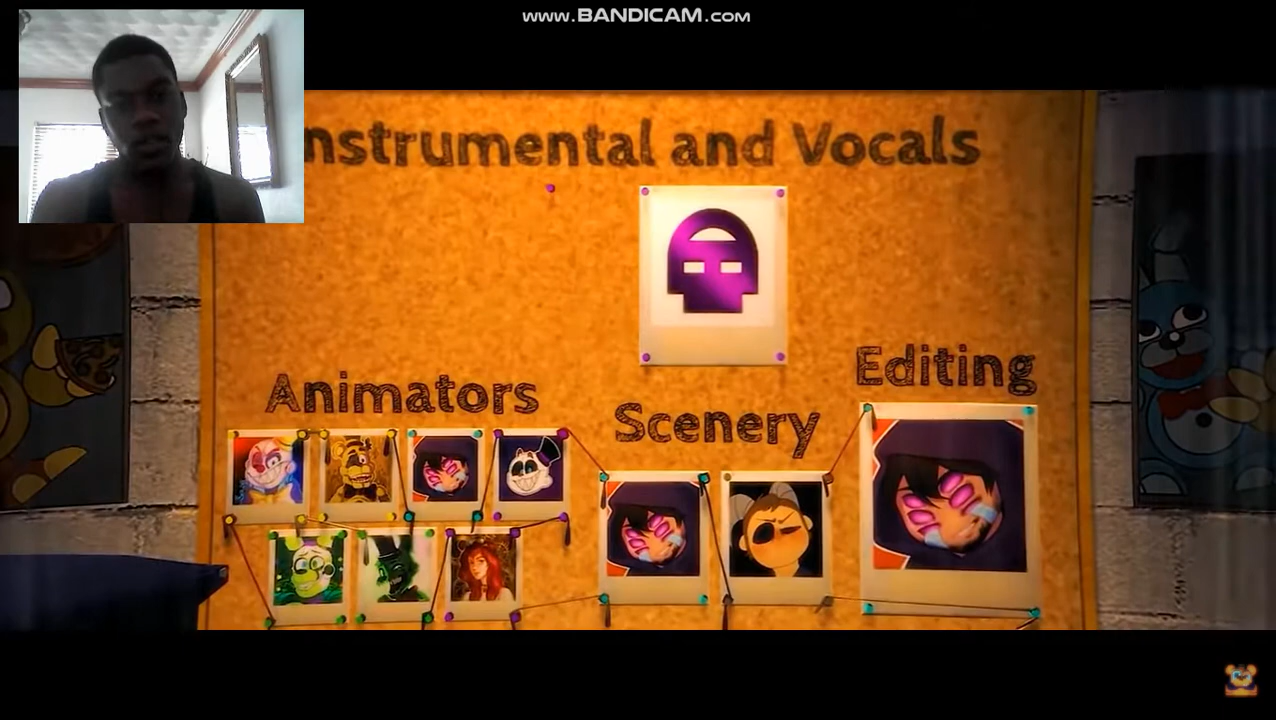 www.BANDICAM.com
nstrumental and Vocals
Editing
Animators
Scenery